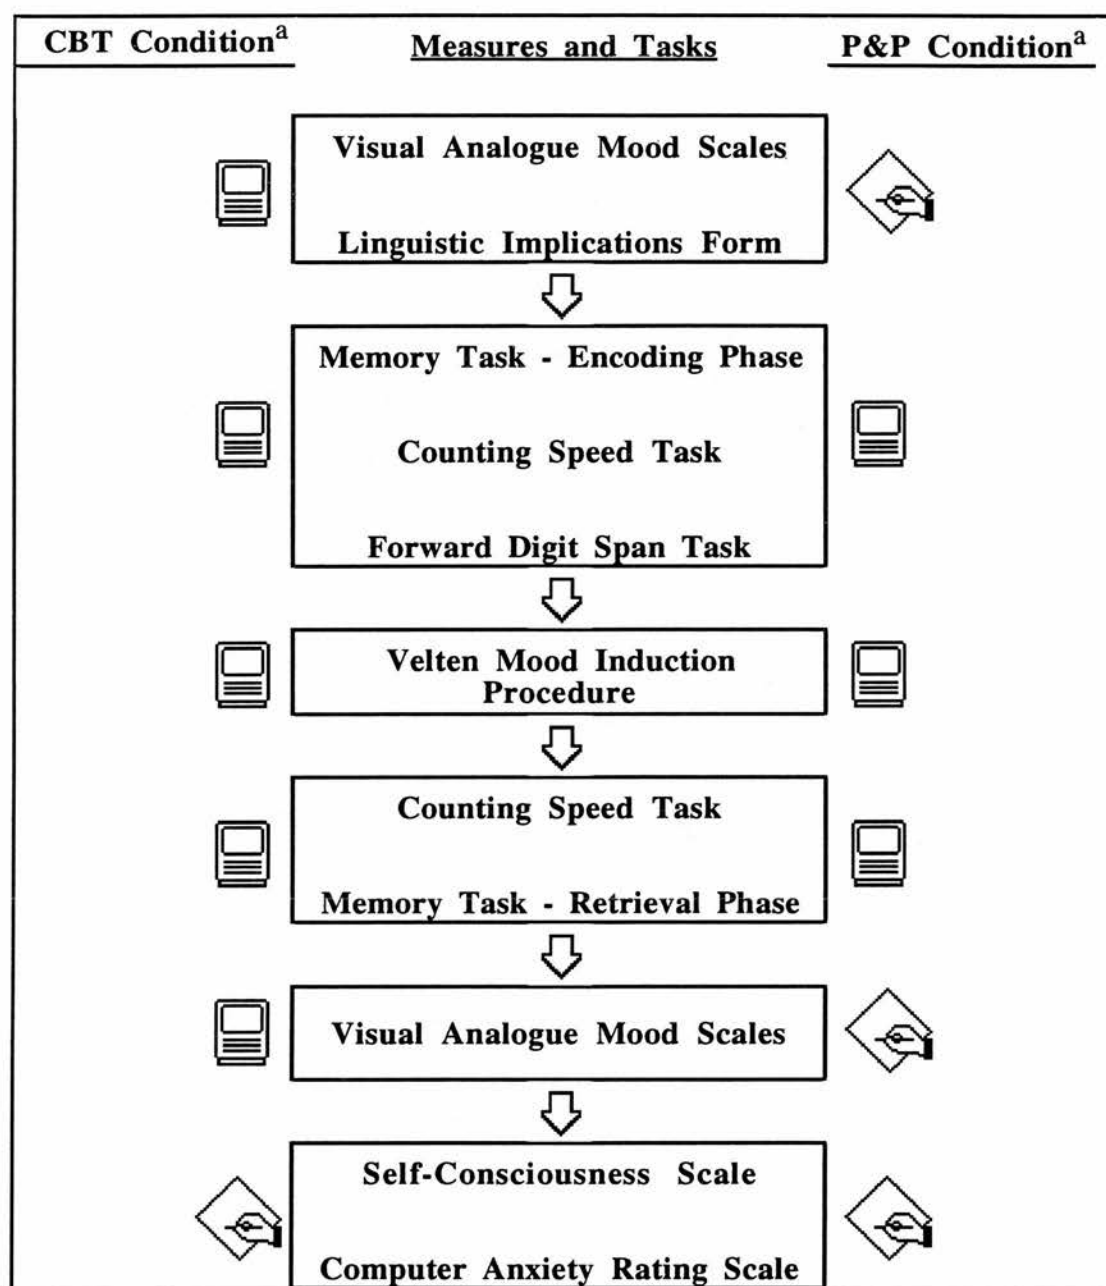 CBT Conditionᵃ Measures and Tasks P&P Conditionᵃ
Visual Analogue Mood Scales
Linguistic Implications Form
Memory Task - Encoding Phase
Counting Speed Task
Forward Digit Span Task
Velten Mood Induction
Procedure
Counting Speed Task
Memory Task - Retrieval Phase
Visual Analogue Mood Scales
Self-Consciousness Scale
Computer Anxiety Rating Scale